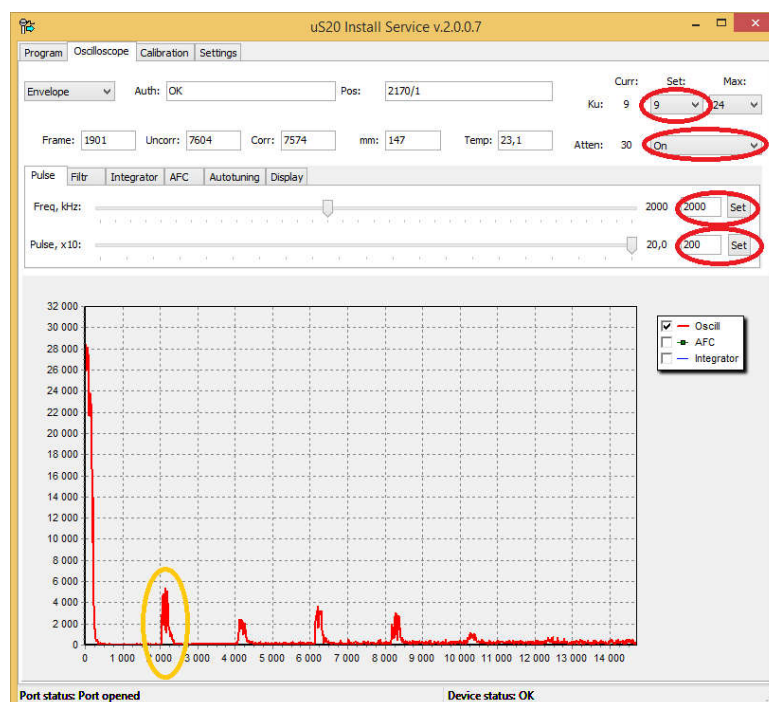 uS20 Install Service v.2.0.0.7
Program Oscilloscope Calibration Settings
Curr: Set: Max:
Envelope Auth: OK Pos: 2170/1
Ku: 9 9 24
Frame: 1901 Uncorr: 7604 Corr: 7574 mm: 147 Temp: 23,1
Atten: 30 On
Pulse Filtr Integrator AFC Autotuning Display
Freq, kHz: 2000 2000 Set
Pulse, x10: 20,0 200 Set
32 000
30 000
28 000
26 000
24 000
22 000
20 000
18 000
16 000
14 000
12 000
10 000
8 000
6 000
4 000
2 000
0
0 1 000 2 000 3 000 4 000 5 000 6 000 7 000 8 000 9 000 10 000 11 000 12 000 13 000 14 000
Oscill
AFC
Integrator
Port status: Port opened Device status: OK